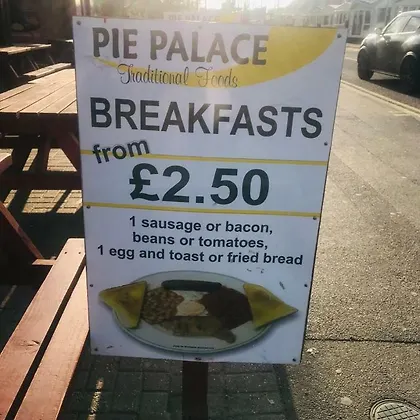 PIE PALACE
Traditional Foods
BREAKFASTS
from
£2.50
1 sausage or bacon,
beans or tomatoes,
1 egg and toast or fried bread